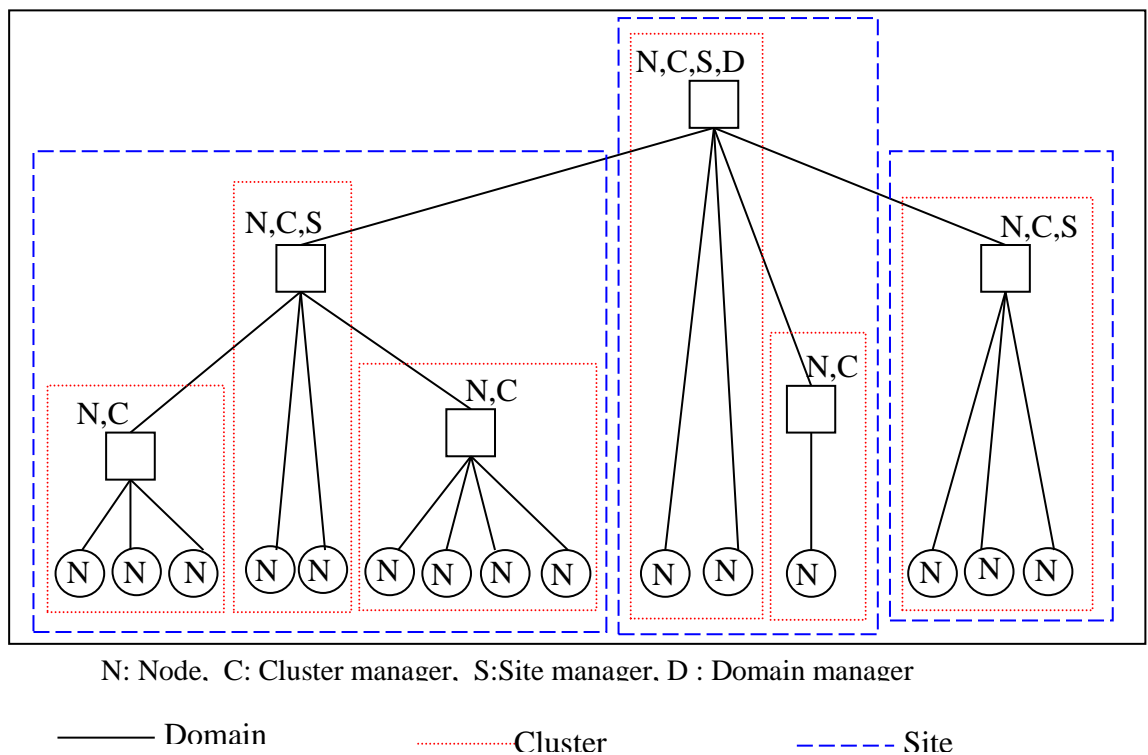 N,C,S,D
N,C,S
N,C,S
N,C
N,C
N,C
N N N N N N N N N N N N N N N
N: Node, C: Cluster manager, S:Site manager, D : Domain manager
Domain Cluster Site